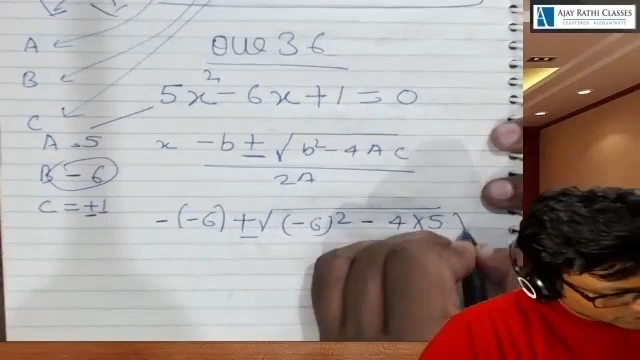 AJAY RATHI CLASSES
CHARTERED ACCOUNTANTS
QUE 36
A
B
C
5x² - 6x + 1 = 0
A = 5
B - 6
C = ±1
x -b ± √b² - 4AC
2A
-(-6) ± √(-6)² - 4×5